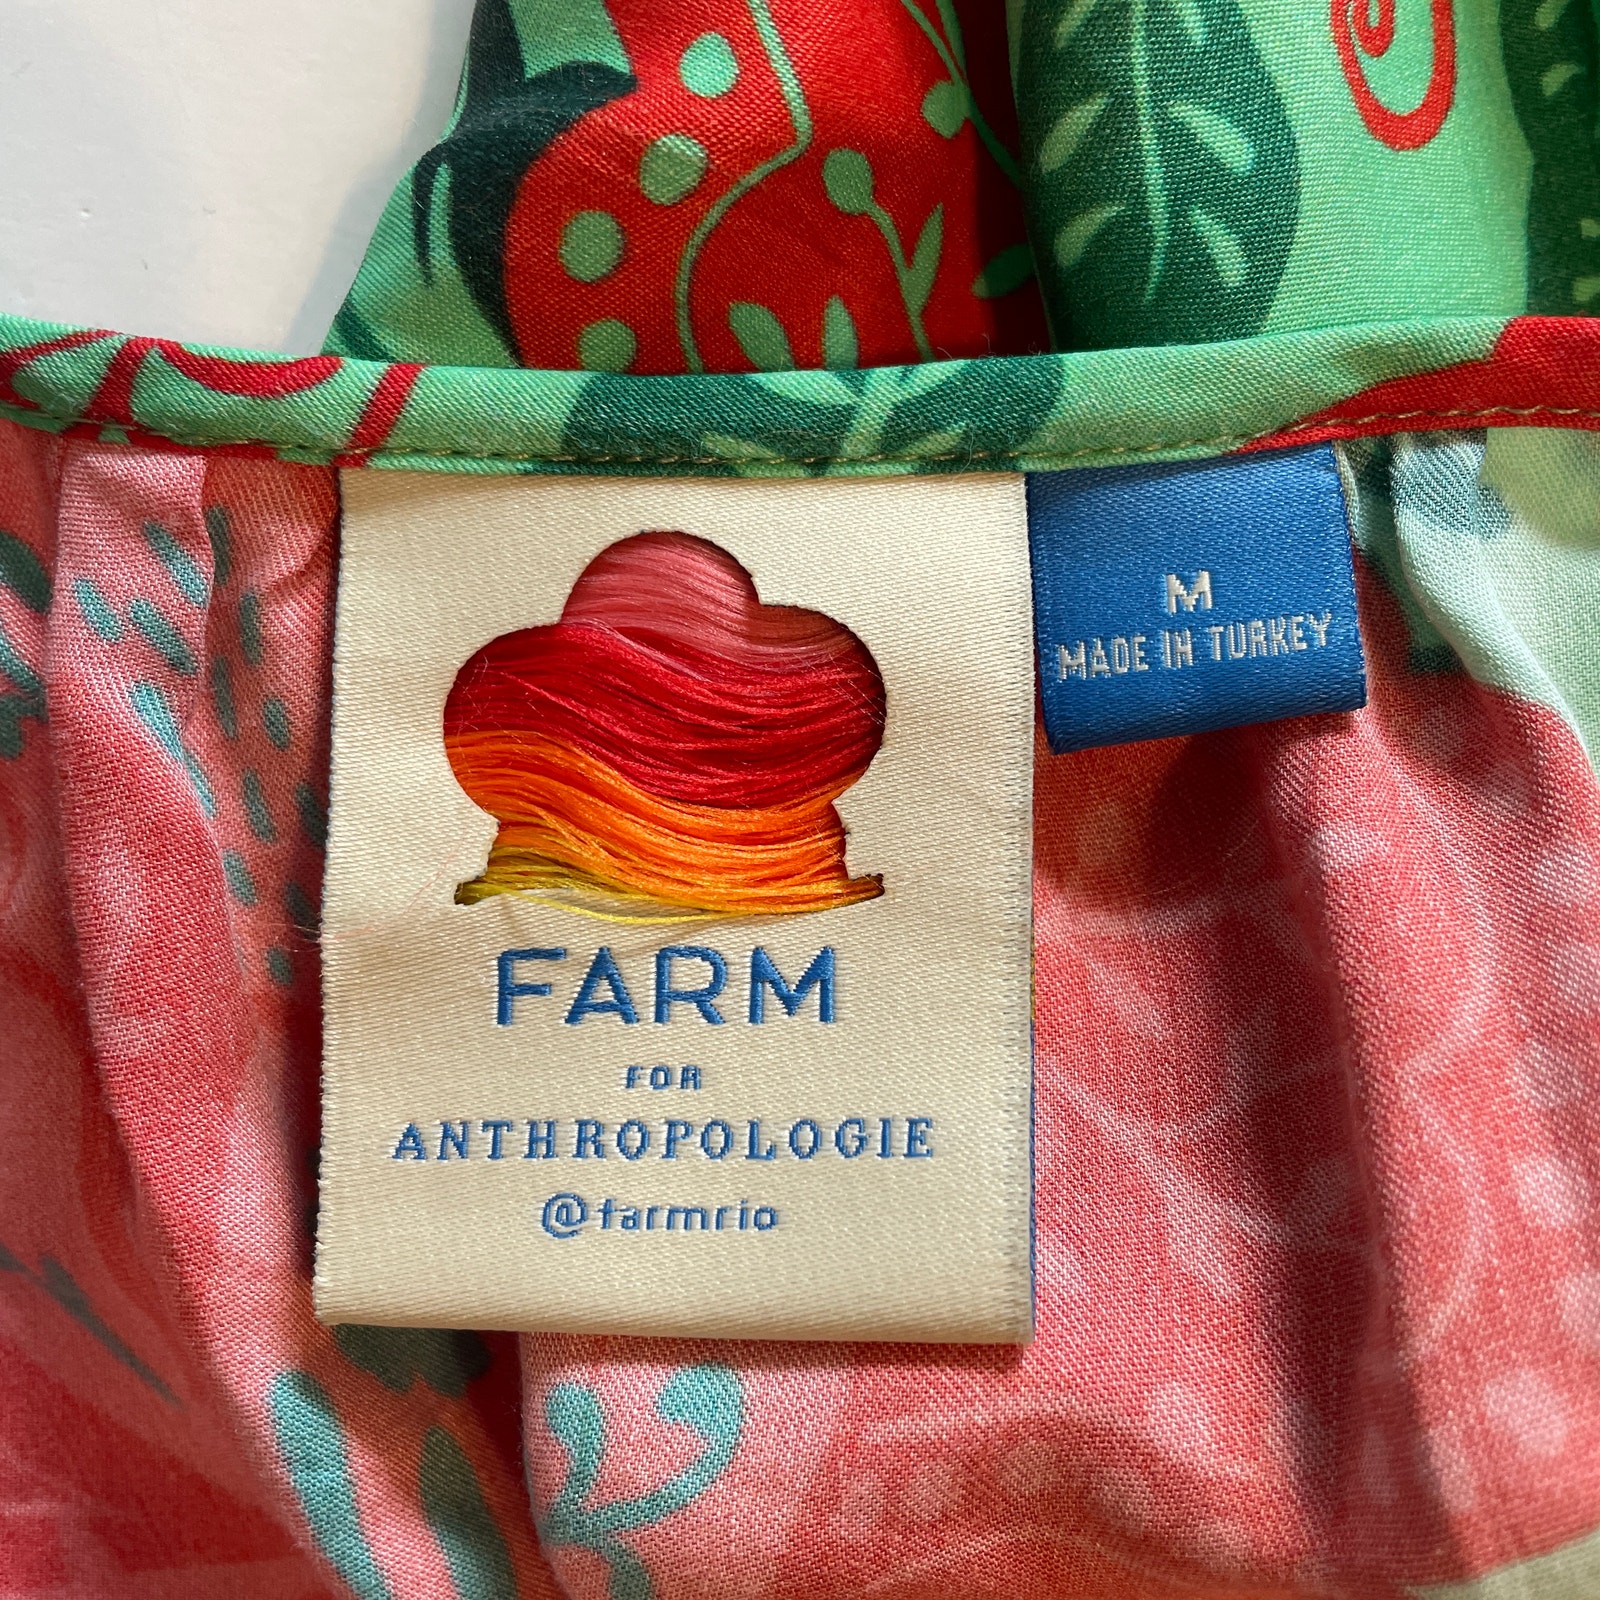 M
MADE IN TURKEY
FARM
FOR
ANTHROPOLOGIE
@farmrio